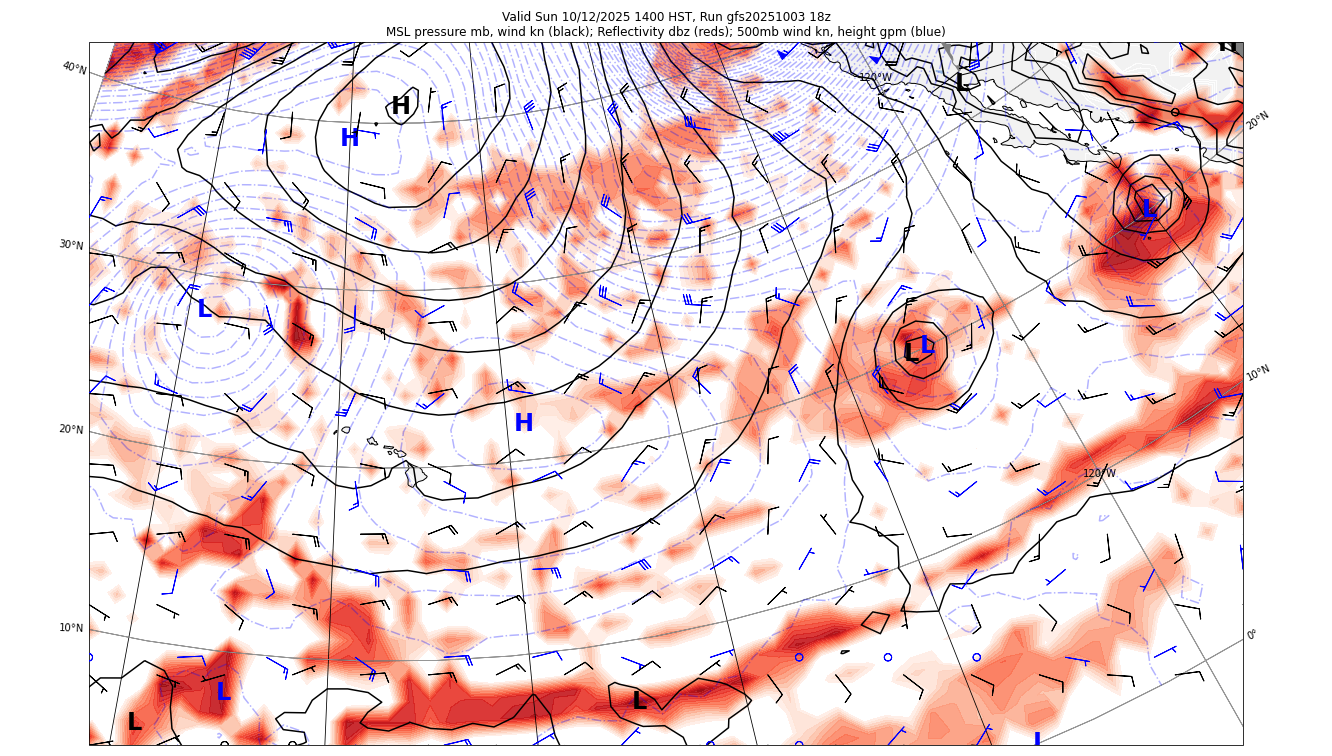 Valid Sun 10/12/2025 1400 HST, Run gfs20251003 18z
MSL pressure mb, wind kn (black); Reflectivity dbz (reds); 500mb wind kn, height gpm (blue)
H
40°N
120°W
L
H
20°N
H
L
30°N
L
L
L
10°N
H
20°N
120°W
10°N
0°
L
L
L
L